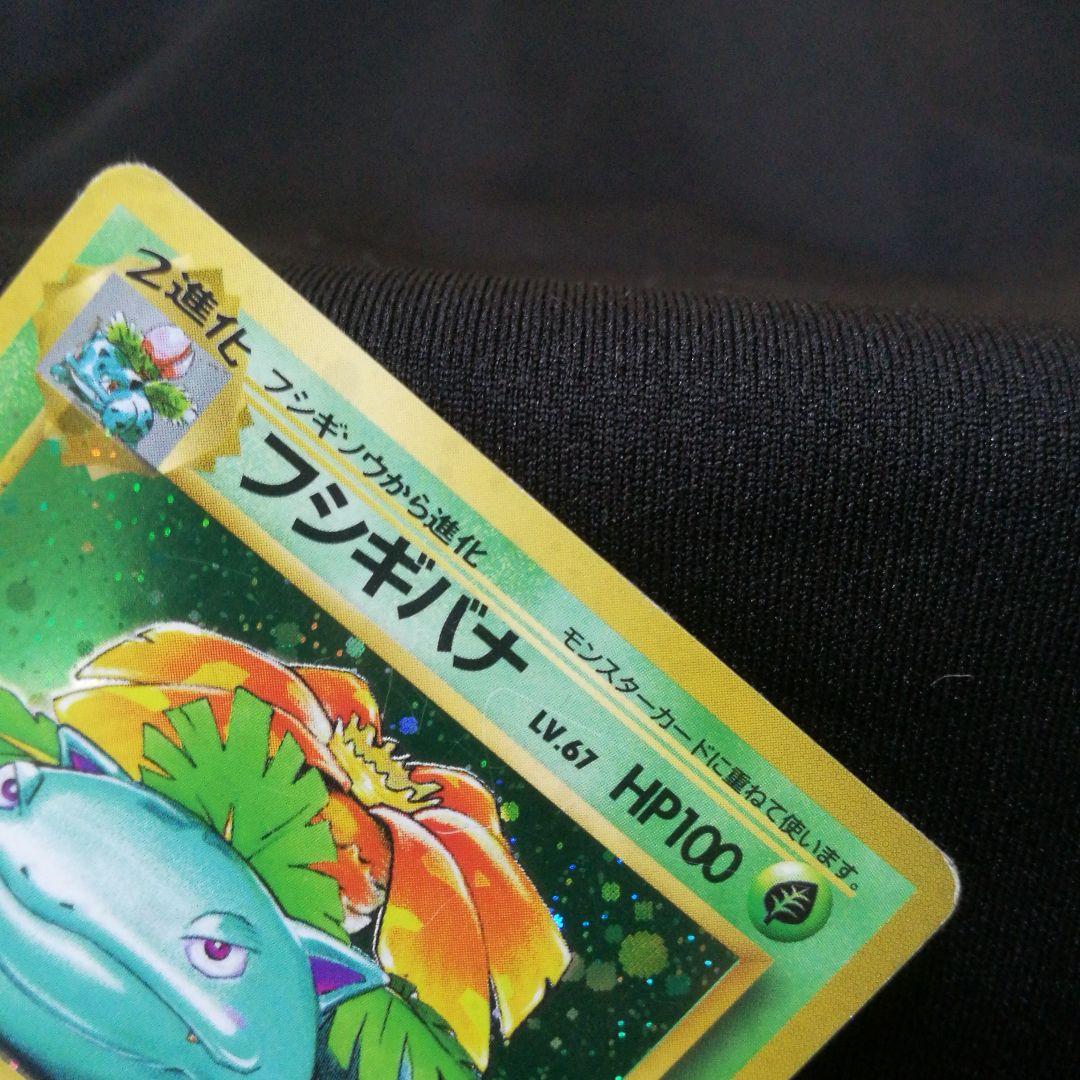 2進化
フシギソウから進化
モンスターカードに重ねて使います。
フシギバナ LV.67 HP100